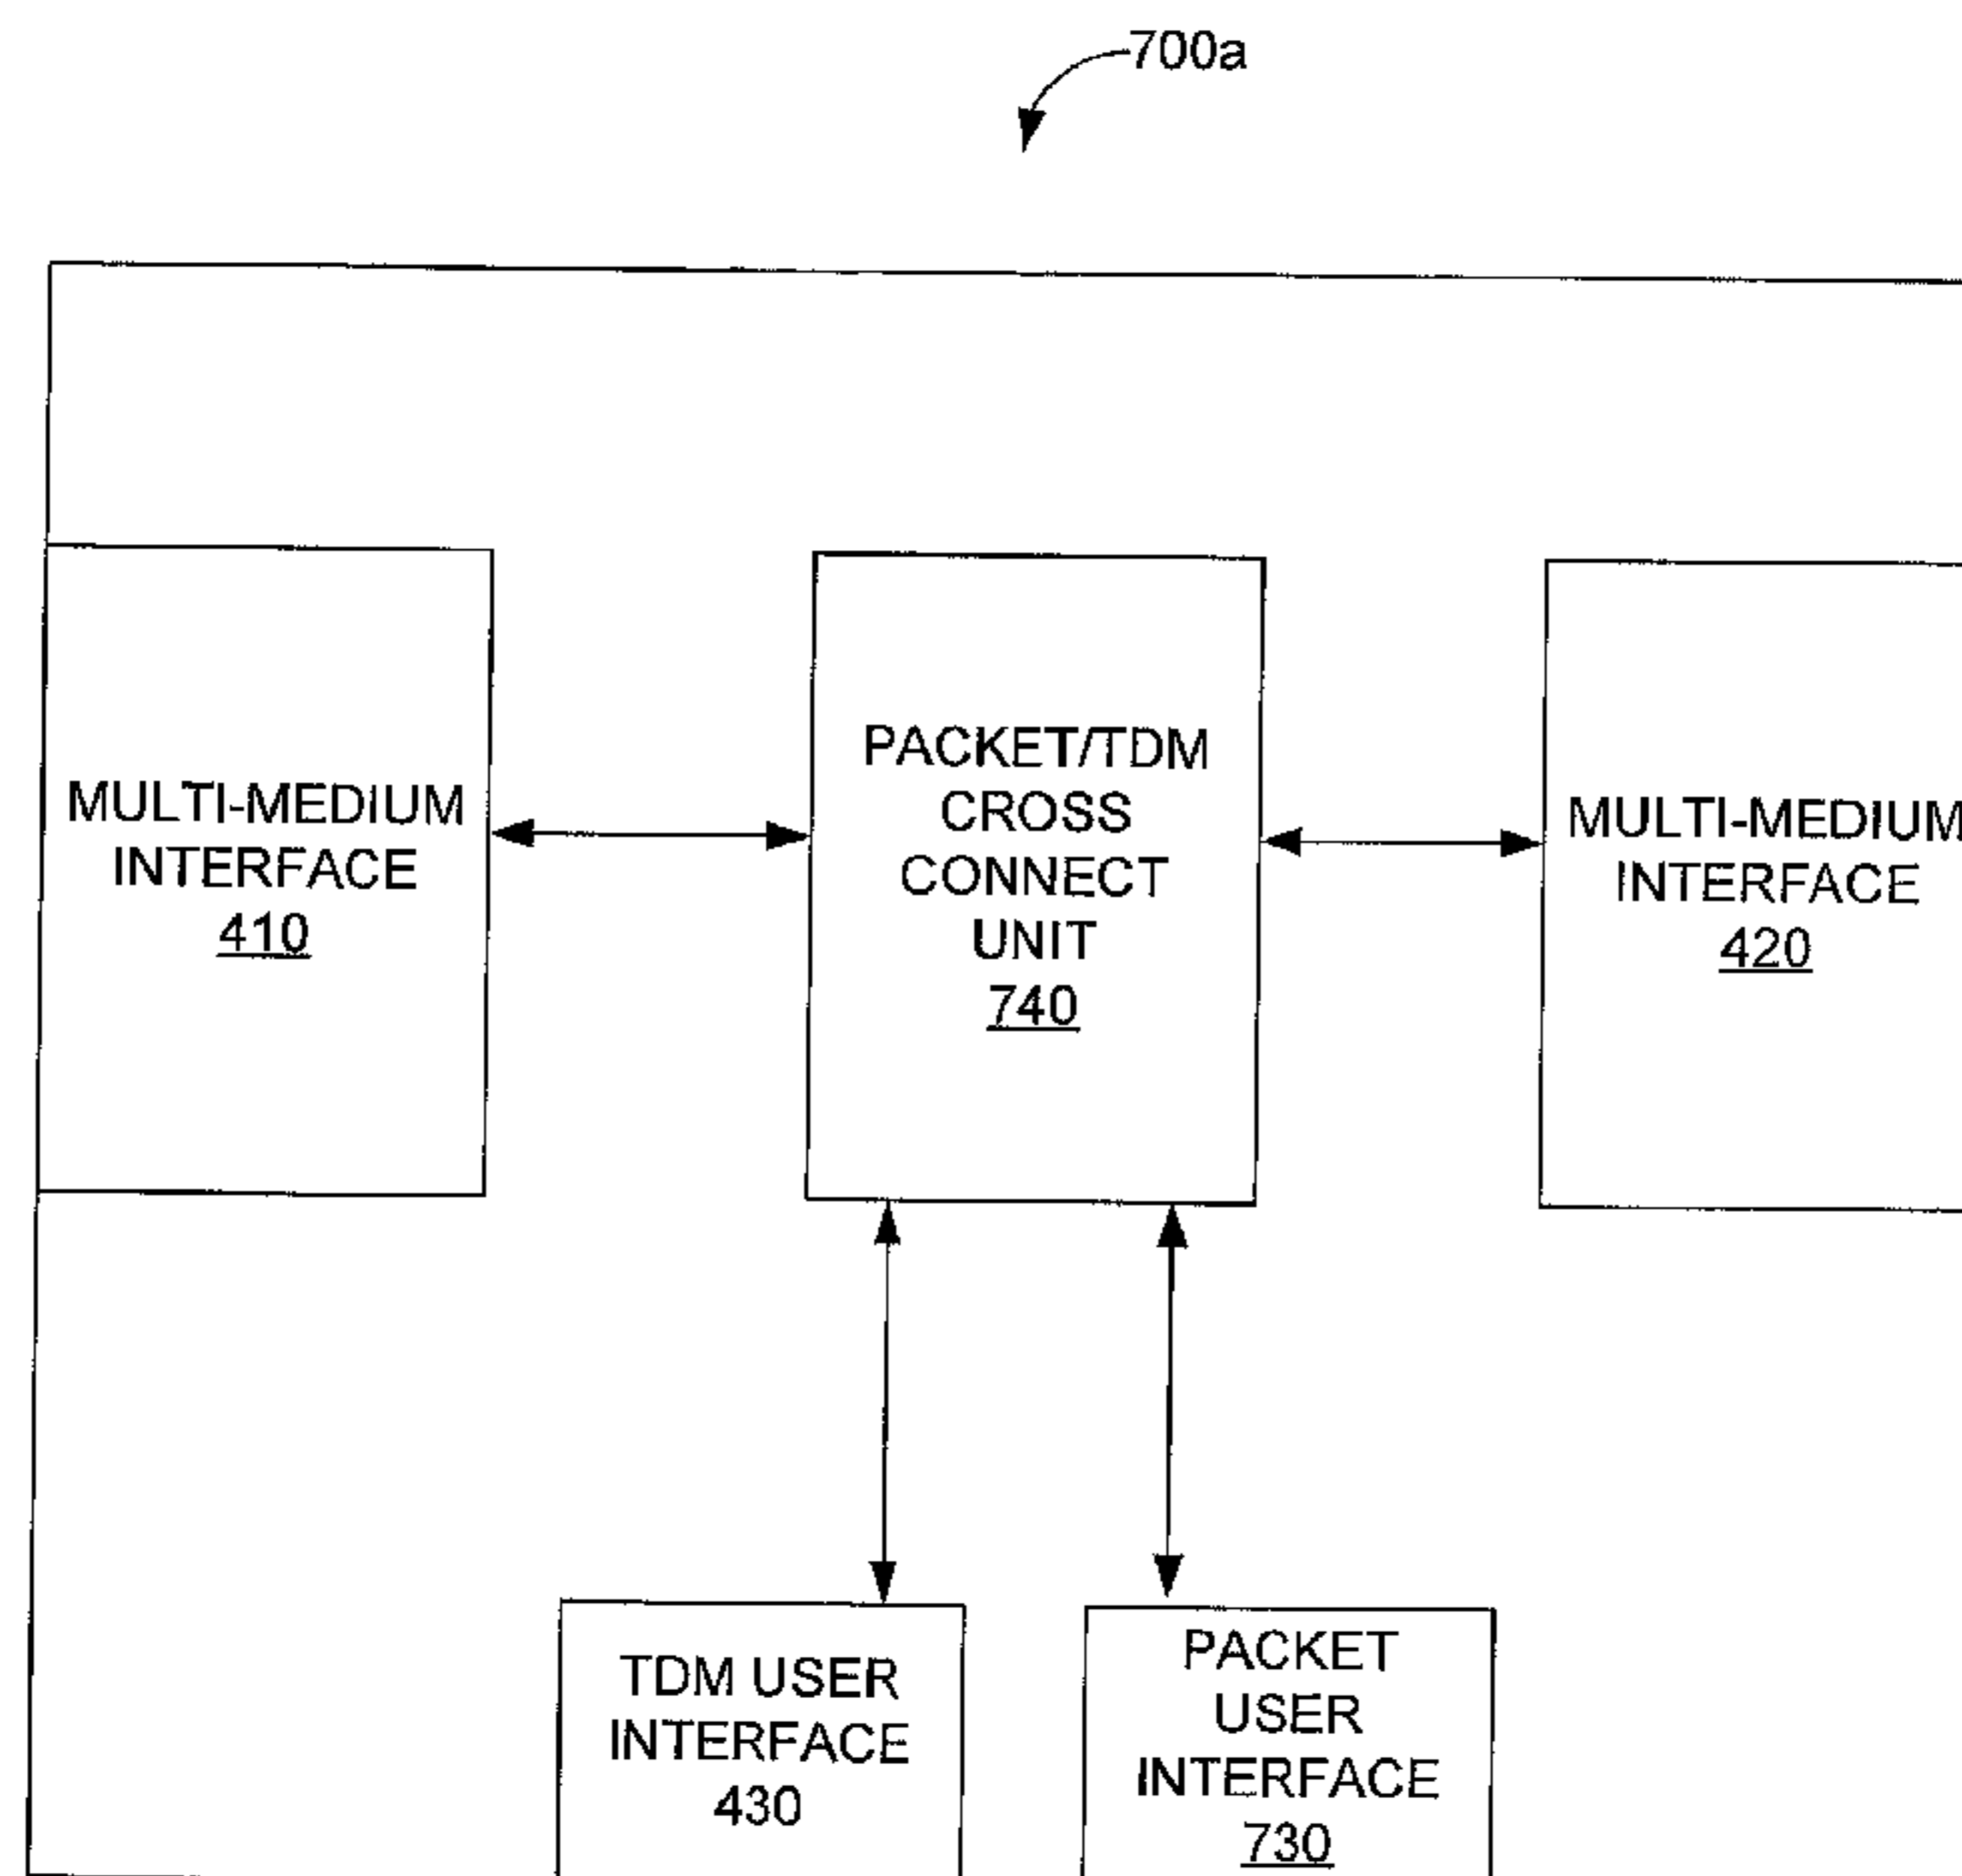 700a
MULTI-MEDIUM
INTERFACE
410
PACKET/TDM
CROSS
CONNECT
UNIT
740
MULTI-MEDIUM
INTERFACE
420
TDM USER
INTERFACE
430
PACKET
USER
INTERFACE
730